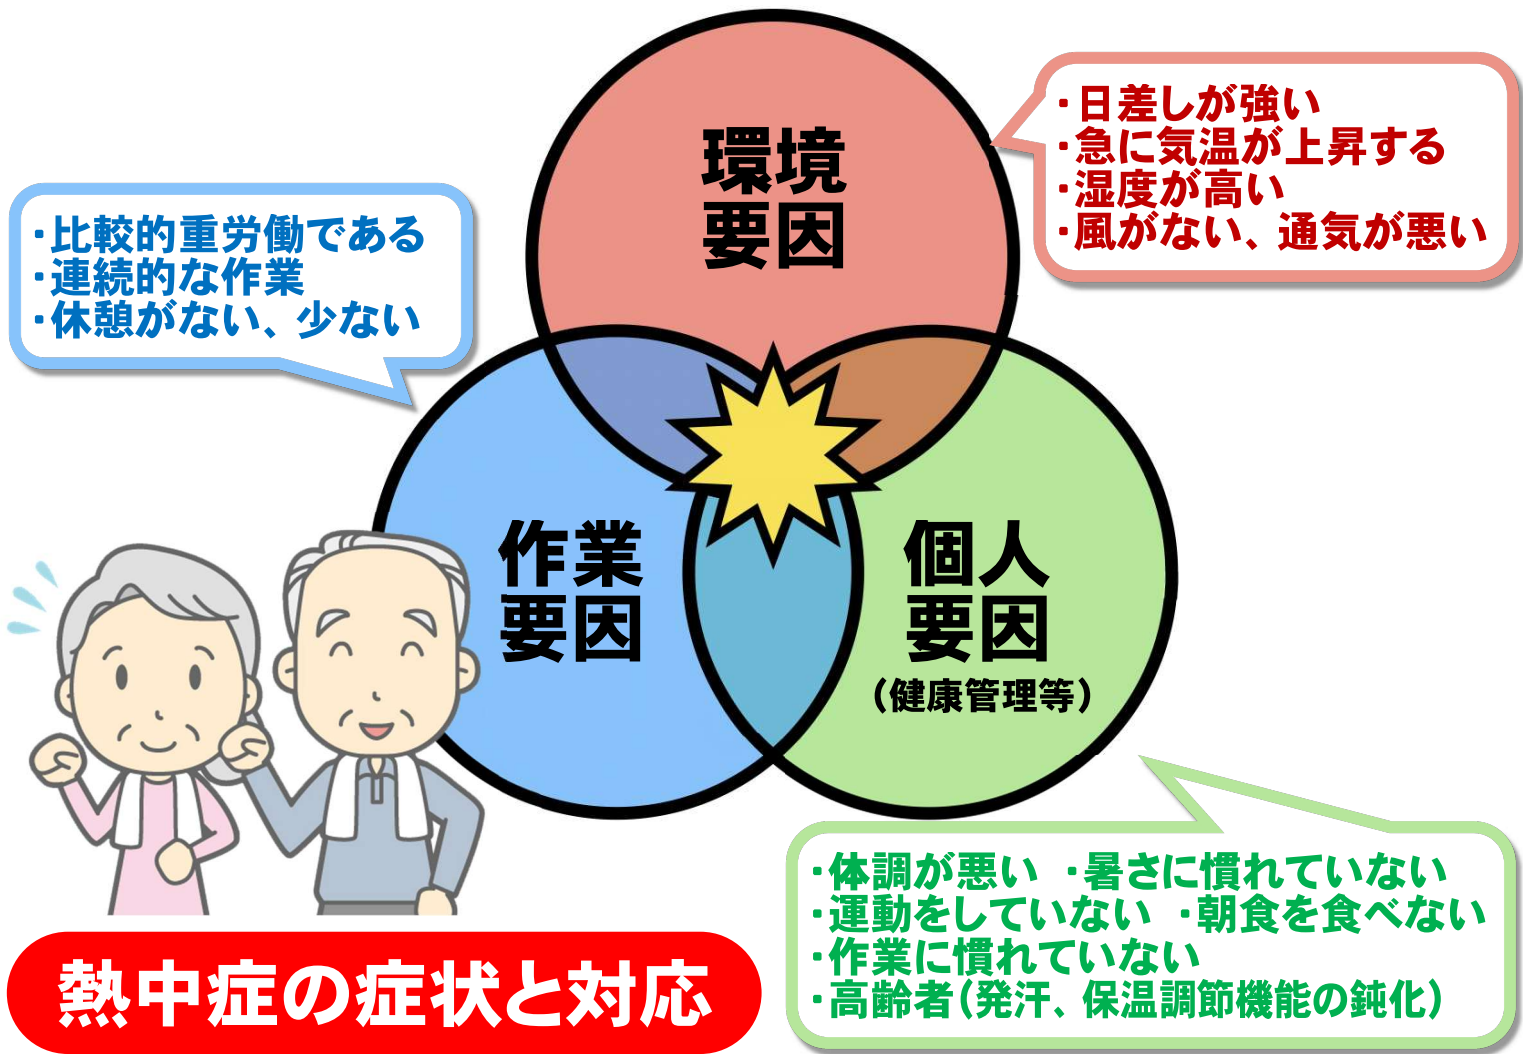 環境
要因
・日差しが強い
・急に気温が上昇する
・湿度が高い
・風がない、通気が悪い
・比較的重労働である
・連続的な作業
・休憩がない、少ない
作業
要因
個人
要因
（健康管理等）
・体調が悪い ・暑さに慣れていない
・運動をしていない ・朝食を食べない
・作業に慣れていない
・高齢者（発汗、保温調節機能の鈍化）
熱中症の症状と対応